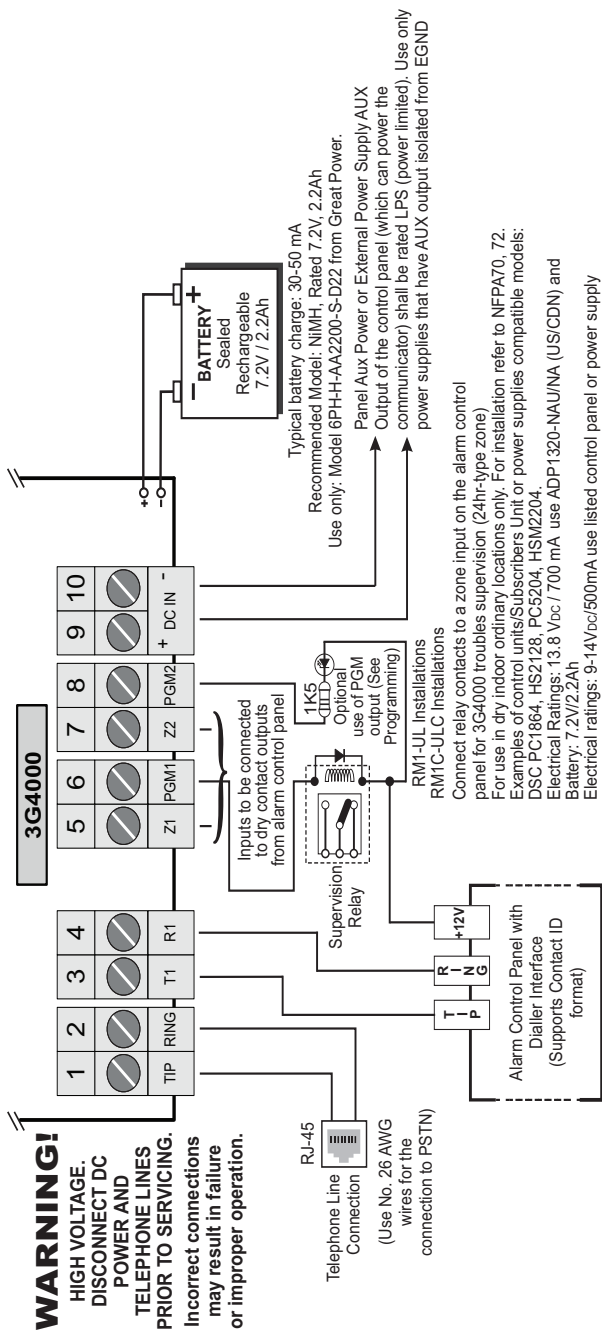 WARNING!
HIGH VOLTAGE.
DISCONNECT DC
POWER AND
TELEPHONE LINES
PRIOR TO SERVICING.
Incorrect connections
may result in failure
or improper operation.
3G4000
1 2 3 4 5 6 7 8 9 10
TIP RING T1 R1 Z1 PGM1 Z2 PGM2 + DC IN -
+
-
- +
BATTERY
Sealed
Rechargeable
7.2V / 2.2Ah
Typical battery charge: 30-50 mA
Recommended Model: NiMH, Rated 7.2V, 2.2Ah
Use only: Model 6PH-H-AA2200-S-D22 from Great Power.
Panel Aux Power or External Power Supply AUX
Output of the control panel (which can power the
communicator) shall be rated LPS (power limited). Use only
power supplies that have AUX output isolated from EGND
Inputs to be connected
to dry contact outputs
from alarm control panel
1K5
Optional
use of PGM
output (See
Programming)
Supervision
Relay
RJ-45
Telephone Line
Connection
(Use No. 26 AWG
wires for the
connection to PSTN)
TIP
RING
+12V
Alarm Control Panel with
Dialler Interface
(Supports Contact ID
format)
RM1-UL Installations
RM1C-ULC Installations
Connect relay contacts to a zone input on the alarm control
panel for 3G4000 troubles supervision (24hr-type zone)
For use in dry indoor ordinary locations only. For installation refer to NFPA70, 72.
Examples of control units/Subscribers Unit or power supplies compatible models:
DSC PC1864, HS2128, PC5204, HSM2204.
Electrical Ratings: 13.8 VDC / 700 mA use ADP1320-NAU/NA (US/CDN) and
Battery: 7.2V/2.2Ah
Electrical ratings: 9-14VDC/500mA use listed control panel or power supply